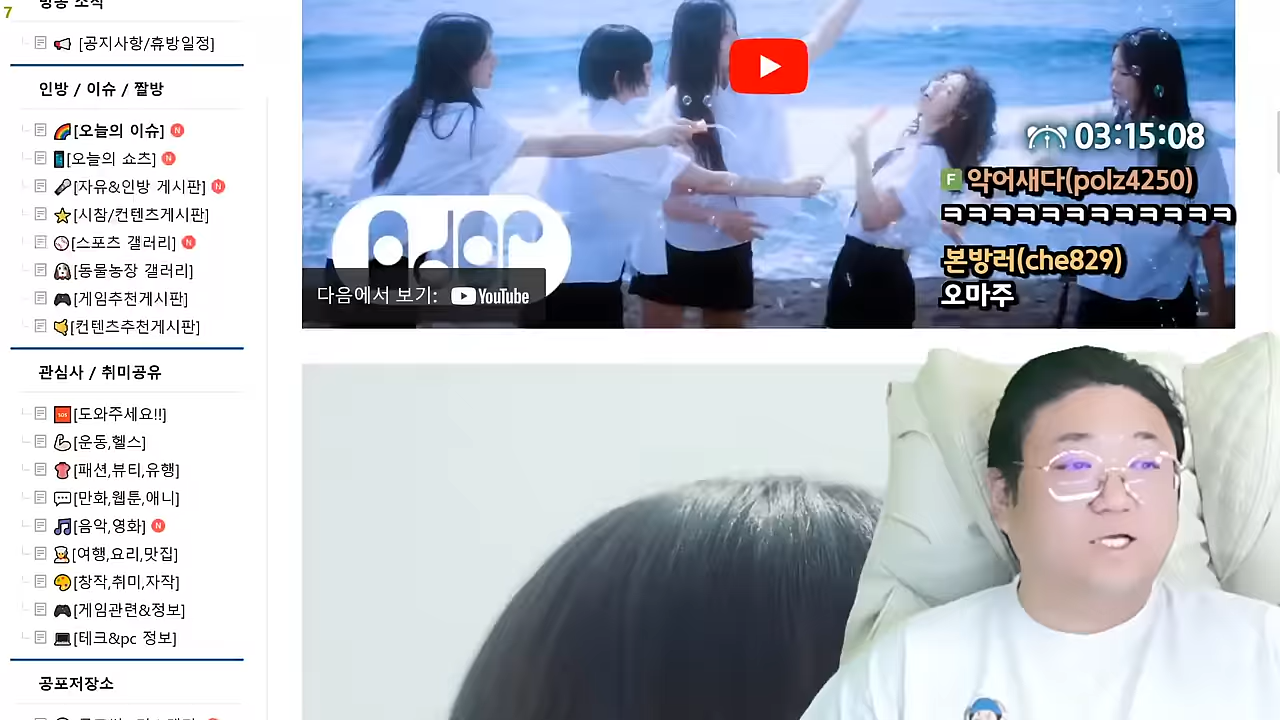 7
방송 소식
[공지사항/휴방일정]
인방 / 이슈 / 짤방
[오늘의 이슈] N
[오늘의 쇼츠] N
[자유&인방 게시판] N
[시참/컨텐츠게시판]
[스포츠 갤러리] N
[동물농장 갤러리]
[게임추천게시판]
[컨텐츠추천게시판]
관심사 / 취미공유
SOS [도와주세요!!]
[운동,헬스]
[패션,뷰티,유행]
[만화,웹툰,애니]
[음악,영화] N
[여행,요리,맛집]
[창작,취미,자작]
[게임관련&정보]
[테크&pc 정보]
공포저장소
다음에서 보기: YouTube
03:15:08
F 악어새다(polz4250)
ㅋㅋㅋㅋㅋㅋㅋㅋㅋㅋㅋㅋ
본방러(che829)
오마주